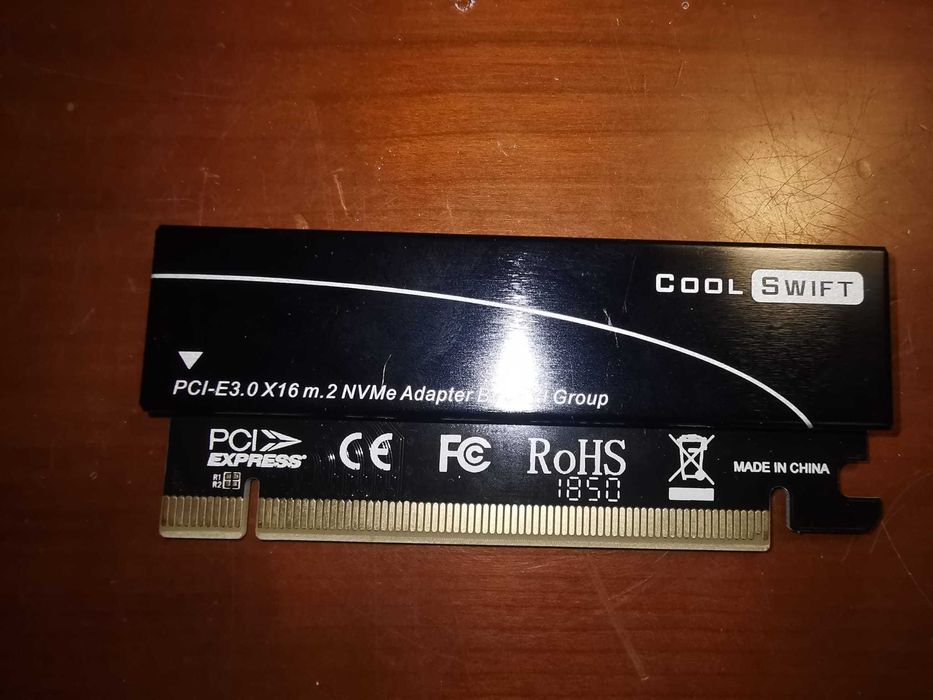 COOL SWIFT
PCI-E3.0 X16 m.2 NVMe Adapter Group
PCI
EXPRESS®
R1
R2
CE
FC
RoHS
1850
MADE IN CHINA